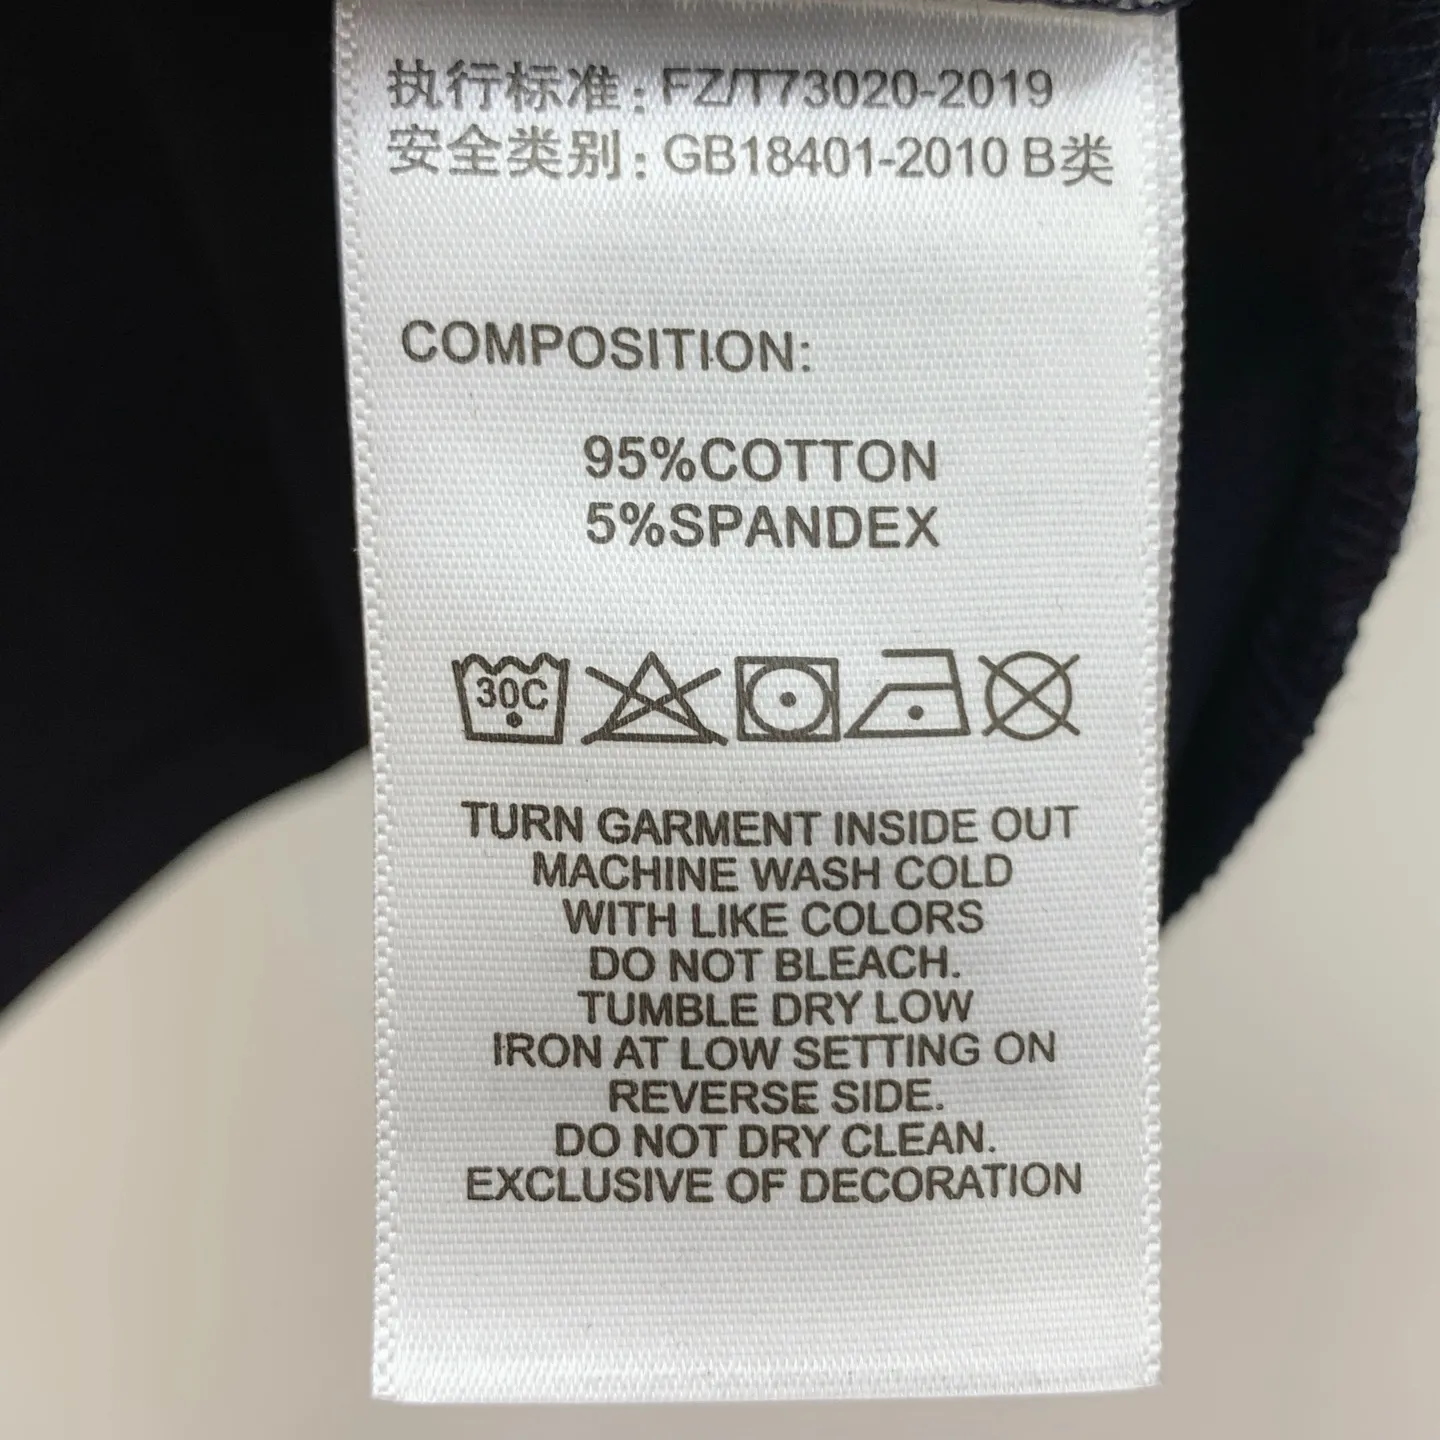 执行标准：FZ/T73020-2019
安全类别：GB18401-2010 B类
COMPOSITION:
95%COTTON
5%SPANDEX
30C
TURN GARMENT INSIDE OUT
MACHINE WASH COLD
WITH LIKE COLORS
DO NOT BLEACH.
TUMBLE DRY LOW
IRON AT LOW SETTING ON
REVERSE SIDE.
DO NOT DRY CLEAN.
EXCLUSIVE OF DECORATION